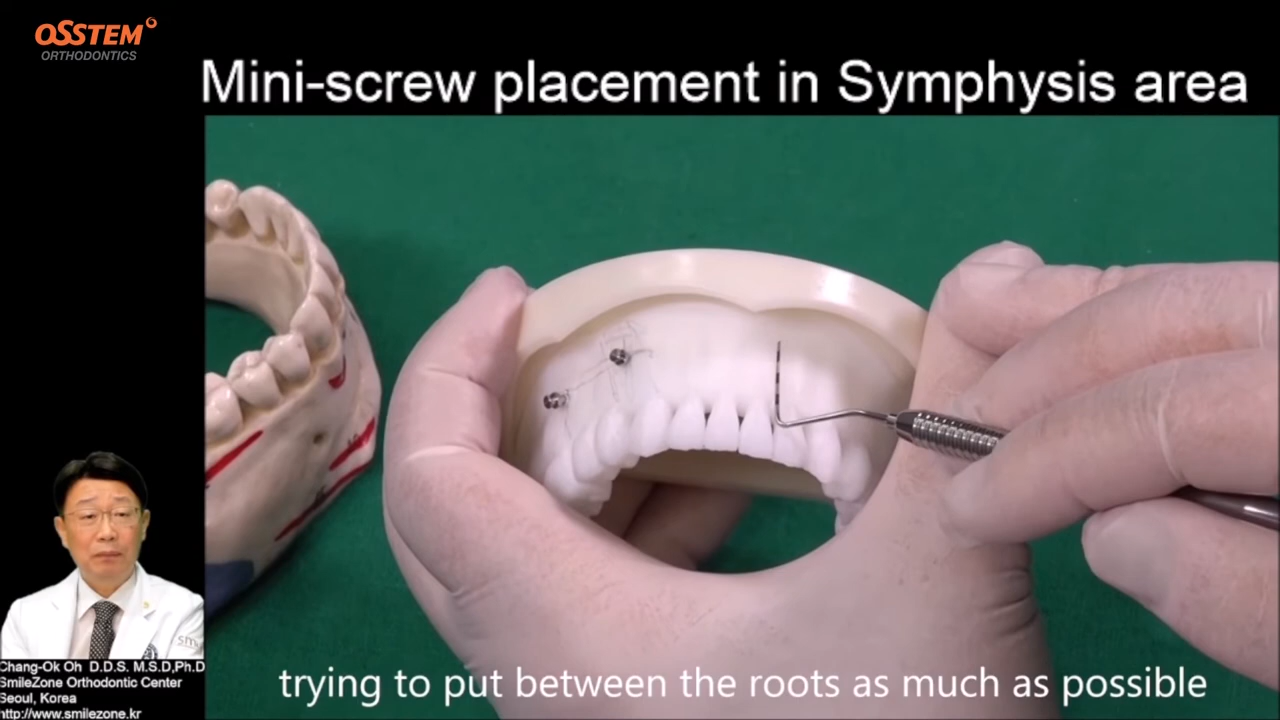 OSSTEM
ORTHODONTICS
Mini-screw placement in Symphysis area
sm
Chang-Ok Oh D.D.S. M.S.D,Ph.D
SmileZone Orthodontic Center
Seoul, Korea
http://www.smilezone.kr
trying to put between the roots as much as possible